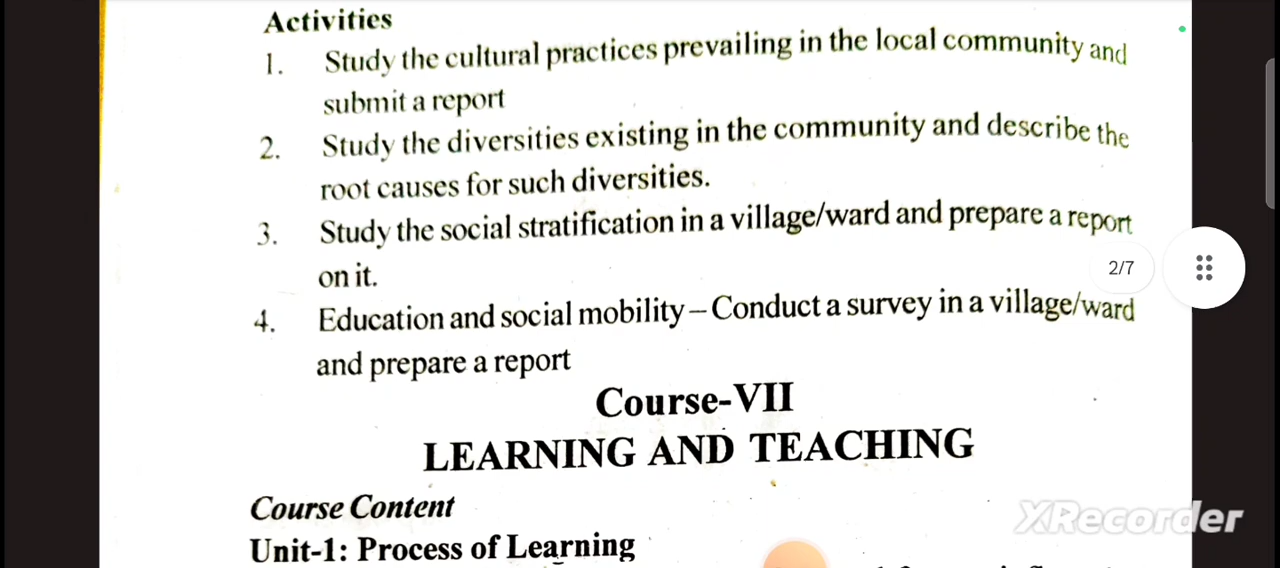 Activities
1. Study the cultural practices prevailing in the local community and
submit a report
2. Study the diversities existing in the community and describe the
root causes for such diversities.
3. Study the social stratification in a village/ward and prepare a report
on it.
2/7
4. Education and social mobility – Conduct a survey in a village/ward
and prepare a report
Course-VII
LEARNING AND TEACHING
Course Content
XRecorder
Unit-1: Process of Learning